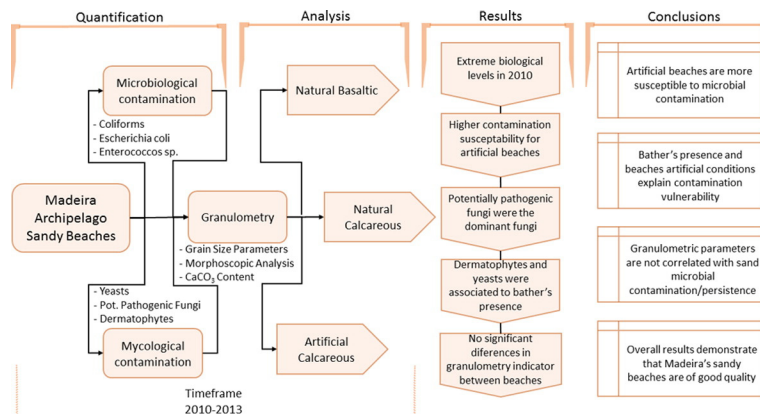 Quantification
Analysis
Results
Conclusions
Microbiological
contamination
- Coliforms
- Escherichia coli
- Enterococos sp.
Madeira
Archipelago
Sandy Beaches
Granulometry
- Grain Size Parameters
- Morphoscopic Analysis
- CaCO₃ Content
- Yeasts
- Pot. Pathogenic Fungi
- Dermatophytes
Mycological
contamination
Timeframe
2010-2013
Natural Basaltic
Natural
Calcareous
Artificial
Calcareous
Extreme biological
levels in 2010
Higher contamination
susceptability for
artificial beaches
Potentially pathogenic
fungi were the
dominant fungi
Dermatophytes and
yeasts were
associated to bather's
presence
No significant
diferences in
granulometry indicator
between beaches
Artificial beaches are more
susceptible to microbial
contamination
Bather's presence and
beaches artificial conditions
explain contamination
vulnerability
Granulometric parameters
are not correlated with sand
microbial
contamination/persistence
Overall results demonstrate
that Madeira's sandy
beaches are of good quality